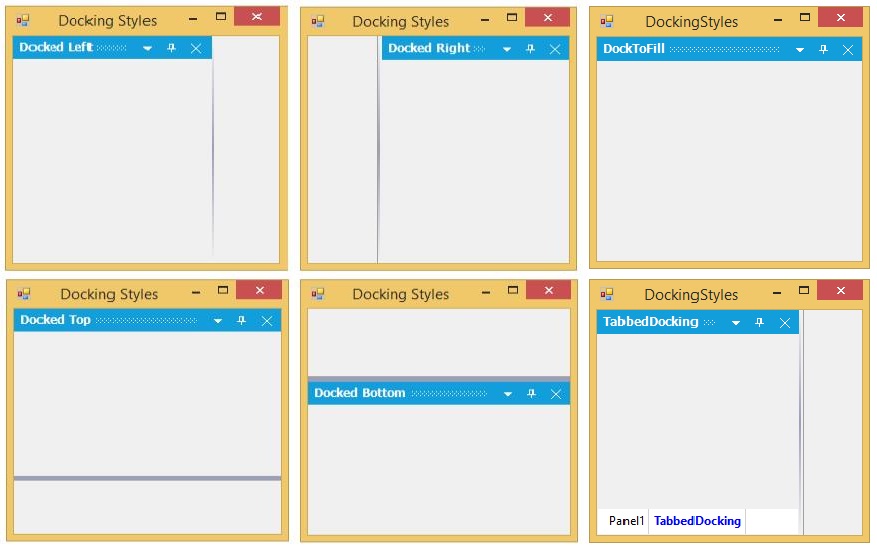 Docking Styles
Docked Left
Docking Styles
Docked Right
DockingStyles
DockToFill
Docking Styles
Docked Top
Docking Styles
Docked Bottom
DockingStyles
TabbedDocking
Panel1 TabbedDocking